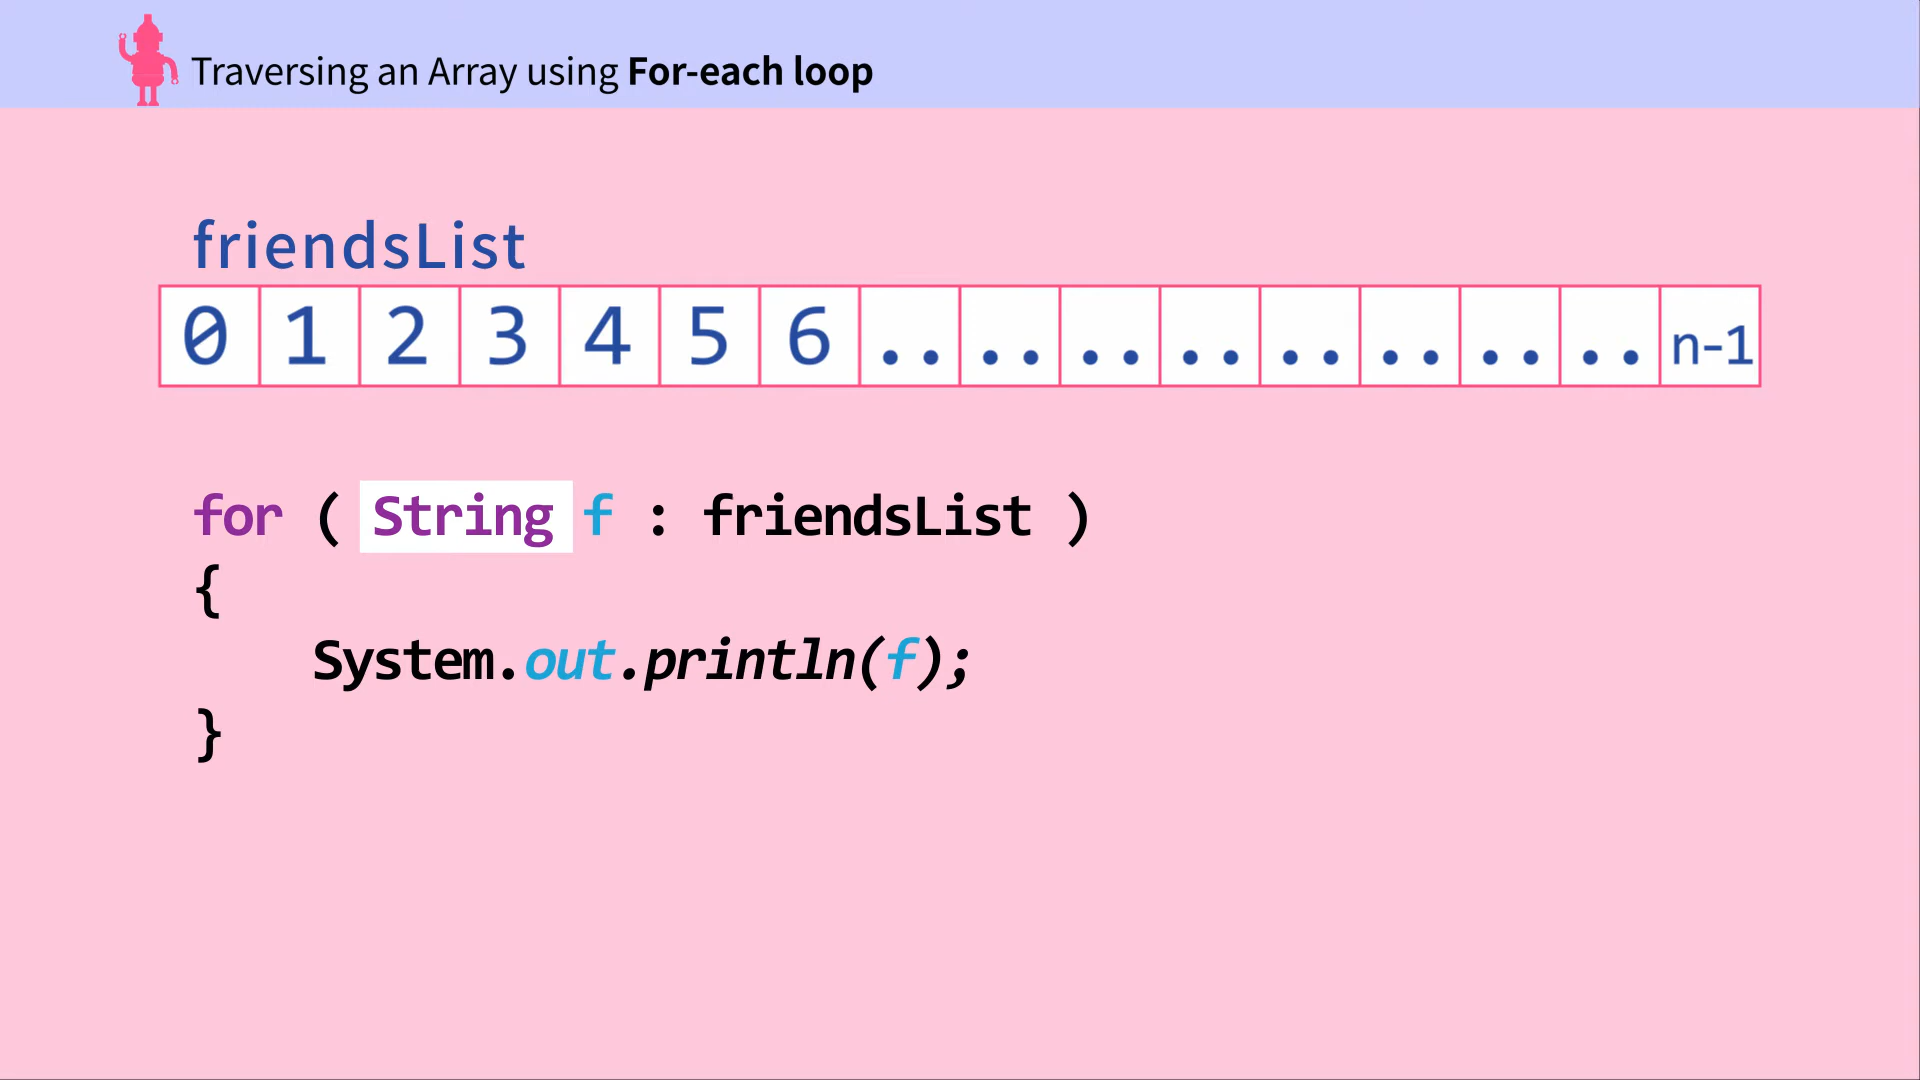 Traversing an Array using For-each loop
friendsList
0 1 2 3 4 5 6 .. .. .. .. .. .. .. .. n-1
for ( String f : friendsList )
{
System.out.println(f);
}